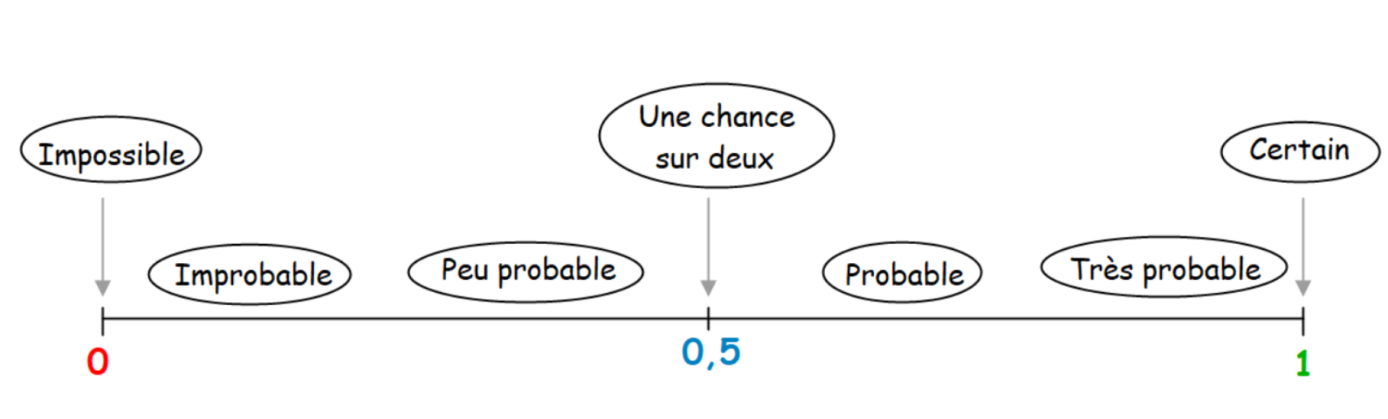 Une chance
sur deux
Impossible
Certain
Improbable
Peu probable
Probable
Très probable
0
0,5
1